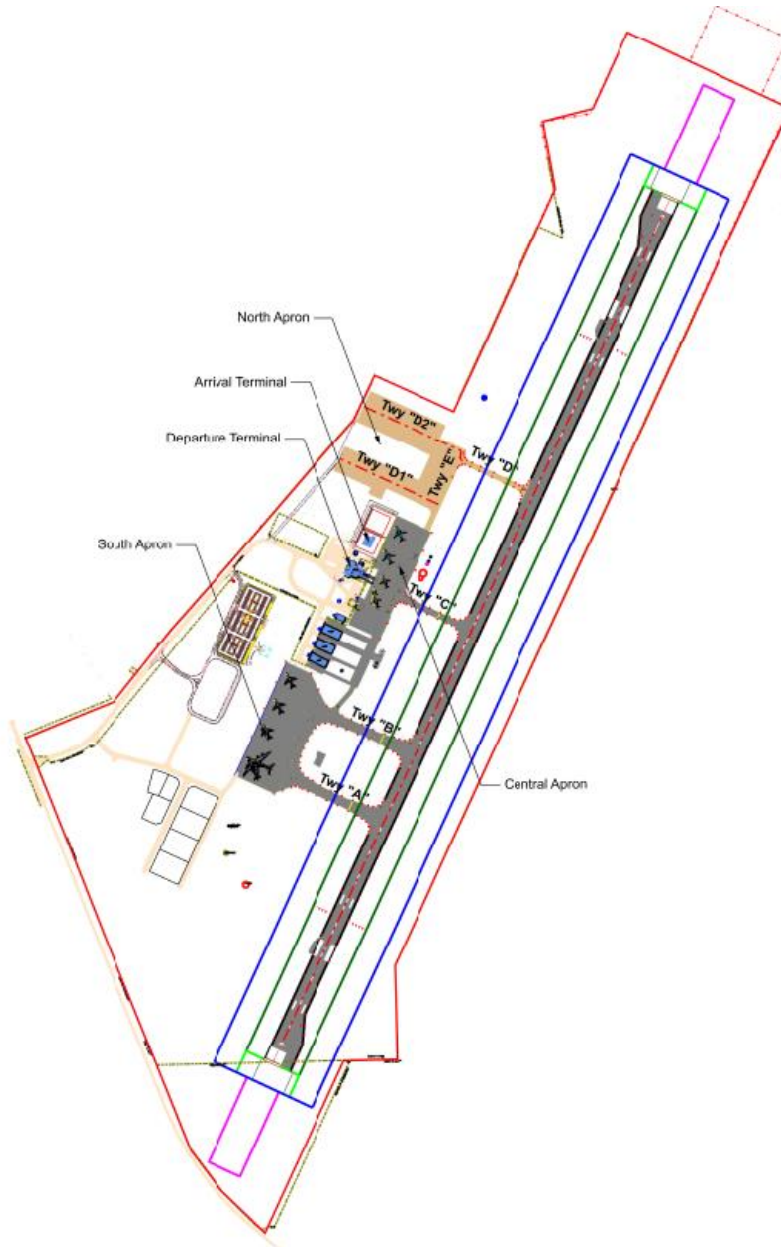 North Apron
Arrival Terminal
Departure Terminal
South Apron
Twy "D2"
Twy "D1"
Twy "E"
Twy "D"
Twy "C"
Twy "B"
Twy "A"
Central Apron